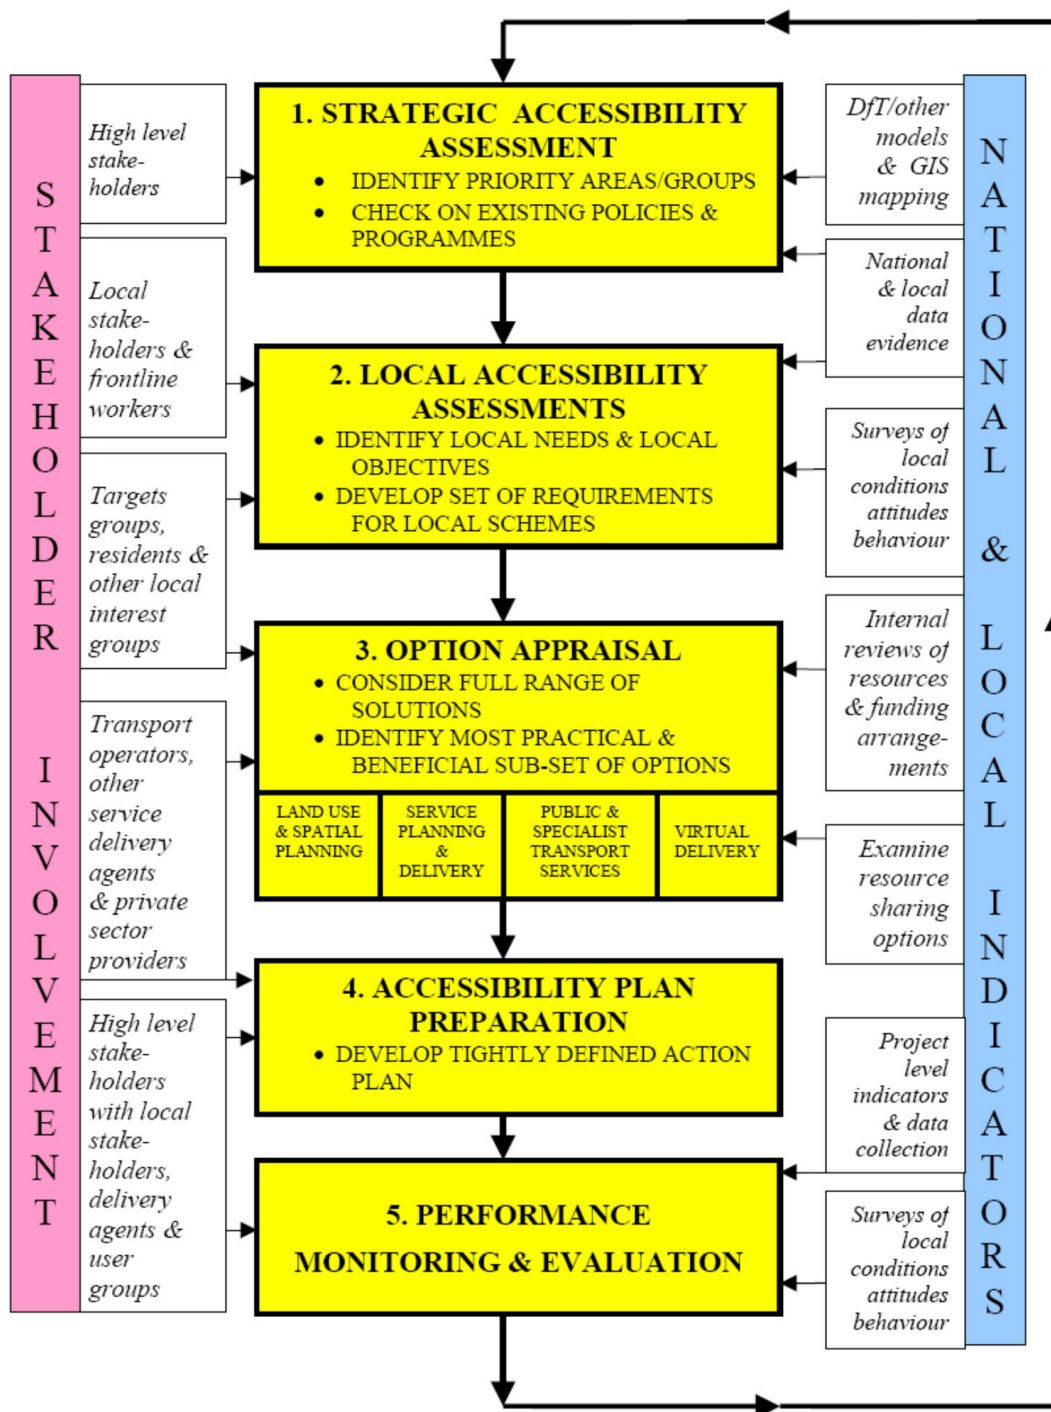 STAKEHOLDER INVOLVEMENT
High level
stake-
holders
Local
stake-
holders &
frontline
workers
Targets
groups,
residents &
other local
interest
groups
Transport
operators,
other
service
delivery
agents
& private
sector
providers
High level
stake-
holders
with local
stake-
holders,
delivery
agents &
user
groups
1. STRATEGIC ACCESSIBILITY
ASSESSMENT
• IDENTIFY PRIORITY AREAS/GROUPS
• CHECK ON EXISTING POLICIES &
PROGRAMMES
2. LOCAL ACCESSIBILITY
ASSESSMENTS
• IDENTIFY LOCAL NEEDS & LOCAL
OBJECTIVES
• DEVELOP SET OF REQUIREMENTS
FOR LOCAL SCHEMES
3. OPTION APPRAISAL
• CONSIDER FULL RANGE OF
SOLUTIONS
• IDENTIFY MOST PRACTICAL &
BENEFICIAL SUB-SET OF OPTIONS
LAND USE
& SPATIAL
PLANNING
SERVICE
PLANNING
&
DELIVERY
PUBLIC &
SPECIALIST
TRANSPORT
SERVICES
VIRTUAL
DELIVERY
4. ACCESSIBILITY PLAN
PREPARATION
• DEVELOP TIGHTLY DEFINED ACTION
PLAN
5. PERFORMANCE
MONITORING & EVALUATION
DfT/other
models
& GIS
mapping
National
& local
data
evidence
Surveys of
local
conditions
attitudes
behaviour
Internal
reviews of
resources
& funding
arrange-
ments
Examine
resource
sharing
options
Project
level
indicators
& data
collection
Surveys of
local
conditions
attitudes
behaviour
NATIONAL & LOCAL INDICATORS